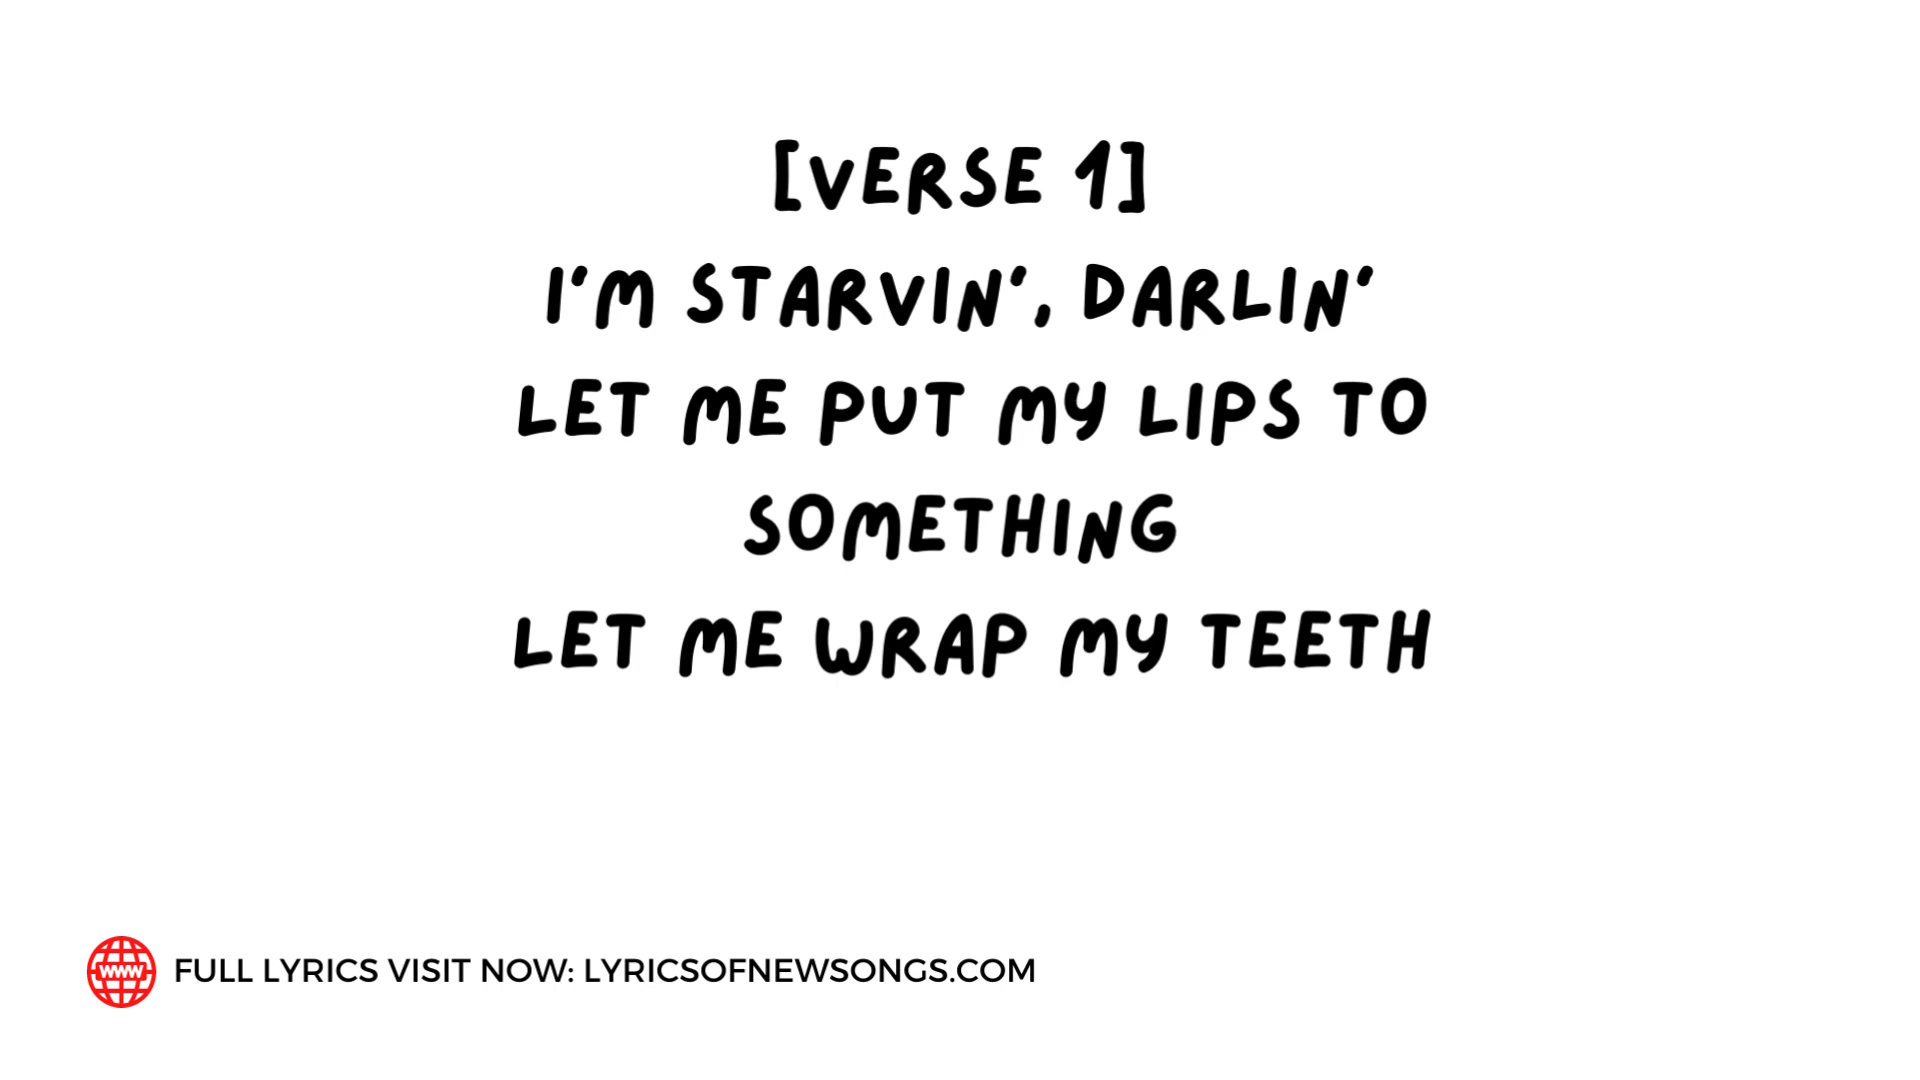 [VERSE 1]
I'M STARVIN', DARLIN'
LET ME PUT MY LIPS TO
SOMETHING
LET ME WRAP MY TEETH
WWW
FULL LYRICS VISIT NOW: LYRICSOFNEWSONGS.COM